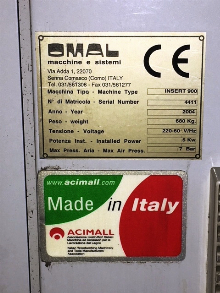 OMAL
macchine e sistemi
Via Adda 1, 22070
Senna Comasco (Como) ITALY
Tel. 031/561306 - Fax 031/561277
CE
Macchina Tipo - Machine Type INSERT 900
N° di Matricola - Serial Number 4411
Anno - Year 2004
Peso - Weight 680 Kg.
Tensione - Voltage 220-60 V/Hz
Potenza Inst. - Installed Power 5 Kw
Max Press. Aria - Max Air Press. 7 Bar
www.acimall.com
Made in Italy
ACIMALL